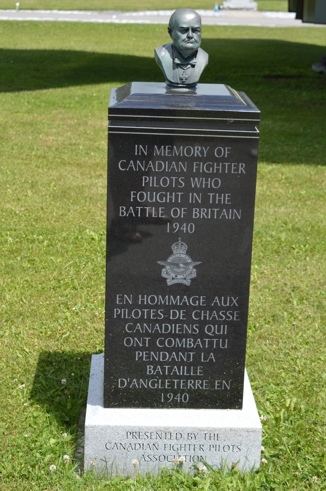 IN MEMORY OF
CANADIAN FIGHTER
PILOTS WHO
FOUGHT IN THE
BATTLE OF BRITAIN
1940
EN HOMMAGE AUX
PILOTES DE CHASSE
CANADIENS QUI
ONT COMBATTU
PENDANT LA
BATAILLE
D'ANGLETERRE EN
1940
PRESENTED BY THE
CANADIAN FIGHTER PILOTS
ASSOCIATION